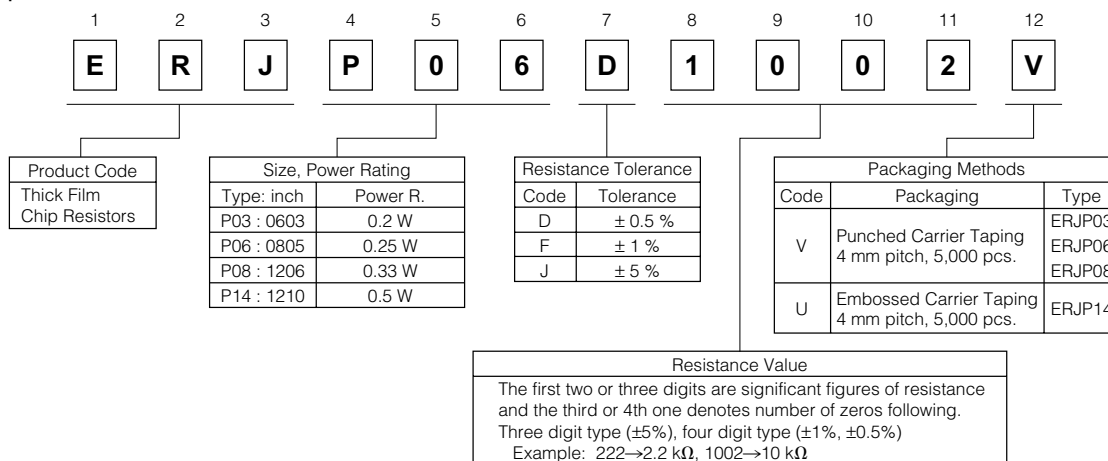 1 2 3 4 5 6 7 8 9 10 11 12
E R J P 0 6 D 1 0 0 2 V
Product Code
Thick Film
Chip Resistors
Size, Power Rating
Type: inch Power R.
P03 : 0603 0.2 W
P06 : 0805 0.25 W
P08 : 1206 0.33 W
P14 : 1210 0.5 W
Resistance Tolerance
Code Tolerance
D ± 0.5 %
F ± 1 %
J ± 5 %
Packaging Methods
Code Packaging Type
V Punched Carrier Taping
4 mm pitch, 5,000 pcs.
ERJP03
ERJP06
ERJP08
U Embossed Carrier Taping
4 mm pitch, 5,000 pcs.
ERJP14
Resistance Value
The first two or three digits are significant figures of resistance
and the third or 4th one denotes number of zeros following.
Three digit type (±5%), four digit type (±1%, ±0.5%)
Example: 222→2.2 kΩ, 1002→10 kΩ